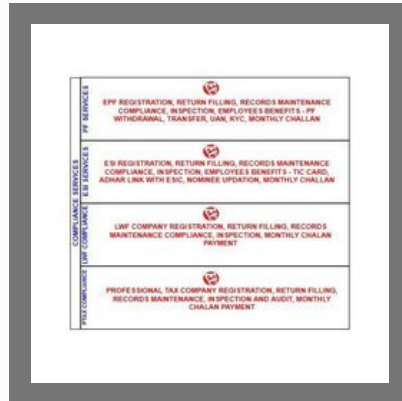 COMPLIANCE SERVICES
PF SERVICES
EPF REGISTRATION, RETURN FILLING, RECORDS MAINTENANCE
COMPLIANCE, INSPECTION, EMPLOYEES BENEFITS - PF
WITHDRAWAL, TRANSFER, UAN, KYC, MONTHLY CHALLAN
ESI SERVICES
ESI REGISTRATION, RETURN FILLING, RECORDS MAINTENANCE
COMPLIANCE, INSPECTION, EMPLOYEES BENEFITS - TIC CARD,
ADHAR LINK WITH ESIC, NOMINEE UPDATION, MONTHLY CHALLAN
LWF COMPLIANCE
LWF COMPANY REGISTRATION, RETURN FILLING, RECORDS
MAINTENANCE COMPLIANCE, INSPECTION, MONTHLY CHALAN
PAYMENT
PROFESSIONAL TAX COMPANY REGISTRATION, RETURN FILLING,
RECORDS MAINTENANCE, INSPECTION AND AUDIT, MONTHLY
CHALAN PAYMENT